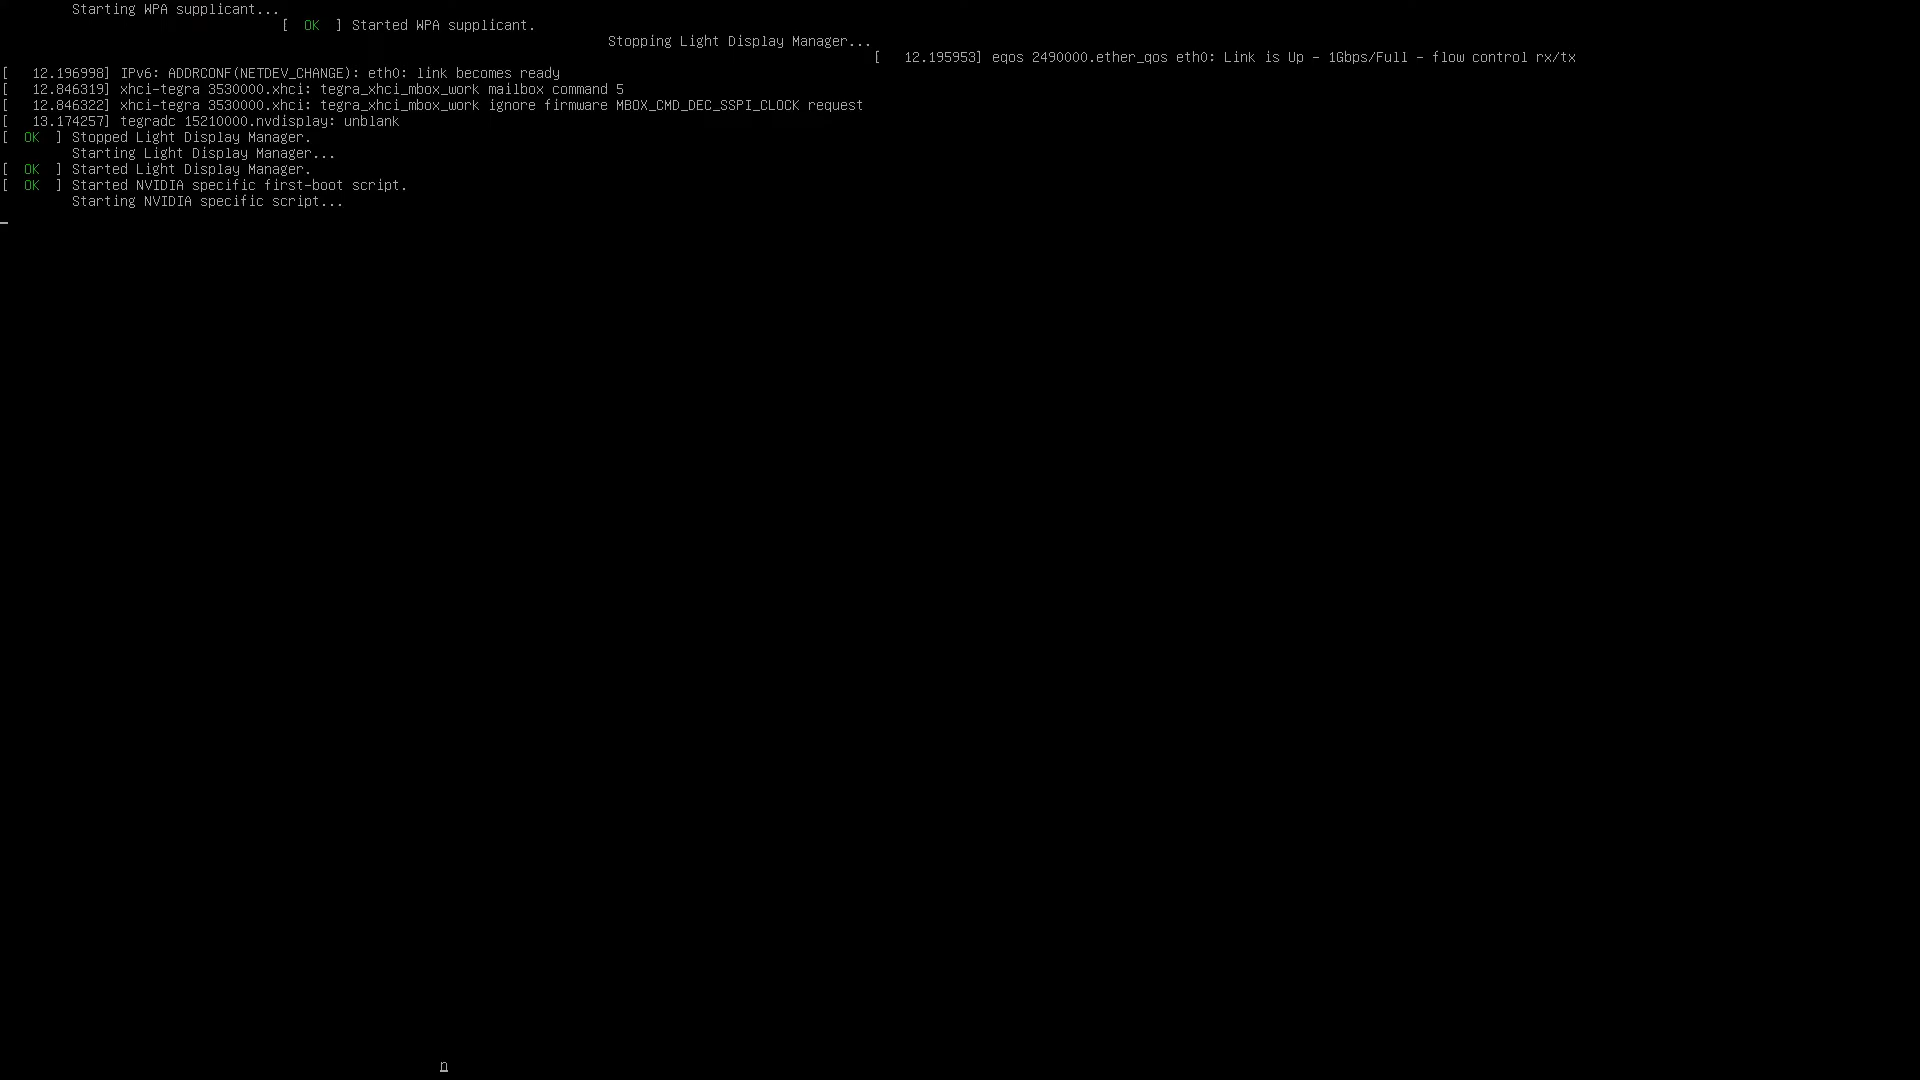 Starting WPA supplicant...
[  OK  ] Started WPA supplicant.
Stopping Light Display Manager...
[   12.195953] eqos 2490000.ether_qos eth0: Link is Up - 1Gbps/Full - flow control rx/tx
[   12.196998] IPv6: ADDRCONF(NETDEV_CHANGE): eth0: link becomes ready
[   12.846319] xhci-tegra 3530000.xhci: tegra_xhci_mbox_work mailbox command 5
[   12.846322] xhci-tegra 3530000.xhci: tegra_xhci_mbox_work ignore firmware MBOX_CMD_DEC_SSPI_CLOCK request
[   13.174257] tegradc 15210000.nvdisplay: unblank
[  OK  ] Stopped Light Display Manager.
Starting Light Display Manager...
[  OK  ] Started Light Display Manager.
[  OK  ] Started NVIDIA specific first-boot script.
Starting NVIDIA specific script...
n